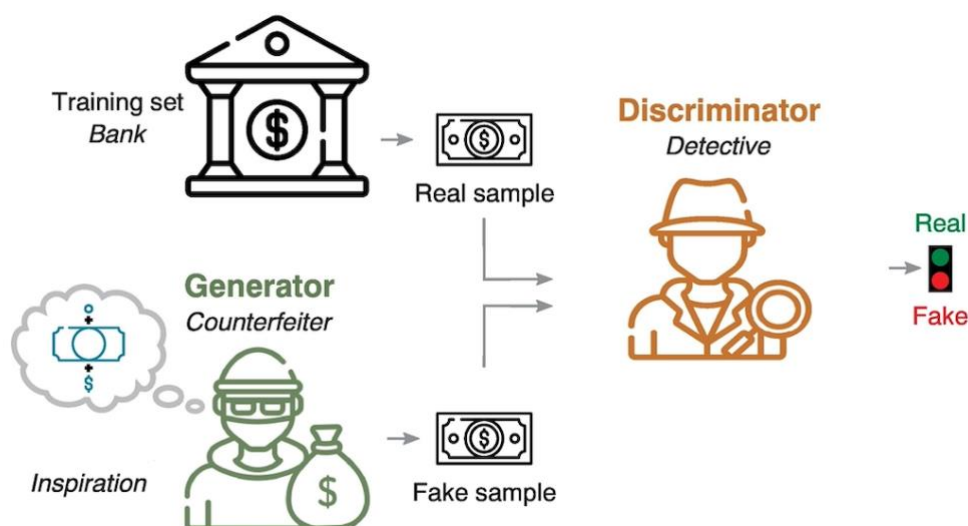 Training set
Bank
$
$
Real sample
Discriminator
Detective
Real
Fake
Generator
Counterfeiter
+
+
$
$
$
Inspiration
Fake sample